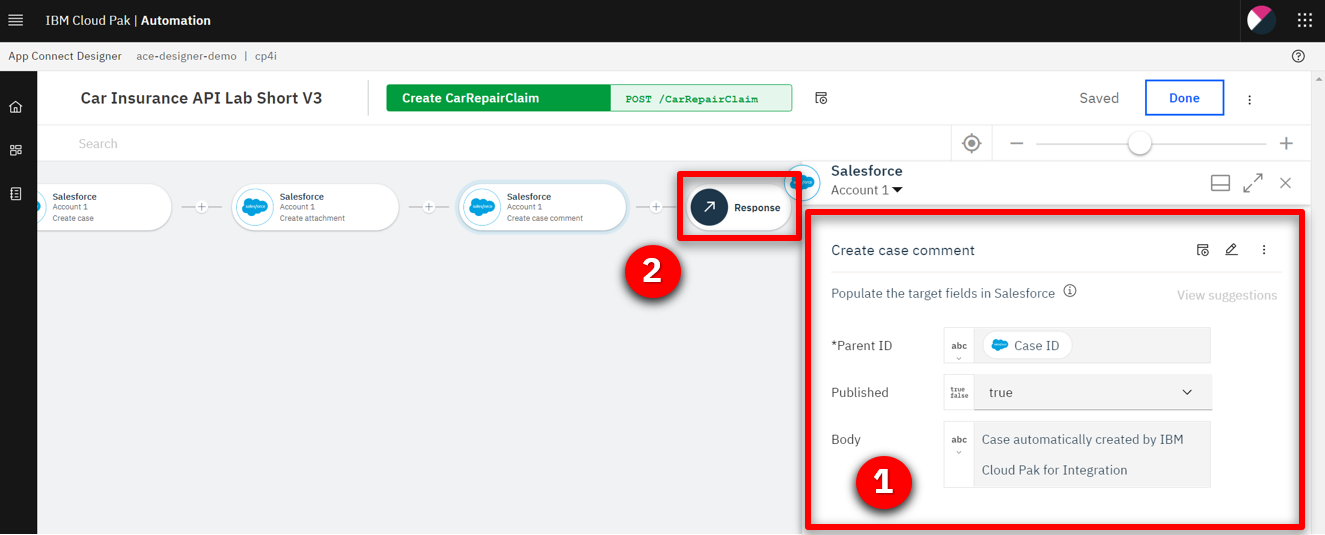 IBM Cloud Pak | Automation
App Connect Designer ace-designer-demo | cp4i
Car Insurance API Lab Short V3
Create CarRepairClaim
POST /CarRepairClaim
Saved
Done
Search
Salesforce
Account 1
Create case
Salesforce
Account 1
Create attachment
Salesforce
Account 1
Create case comment
Response
2
Salesforce
Account 1
Create case comment
Populate the target fields in Salesforce
View suggestions
*Parent ID
abc
Case ID
Published
true
false
true
Body
abc
Case automatically created by IBM
Cloud Pak for Integration
1